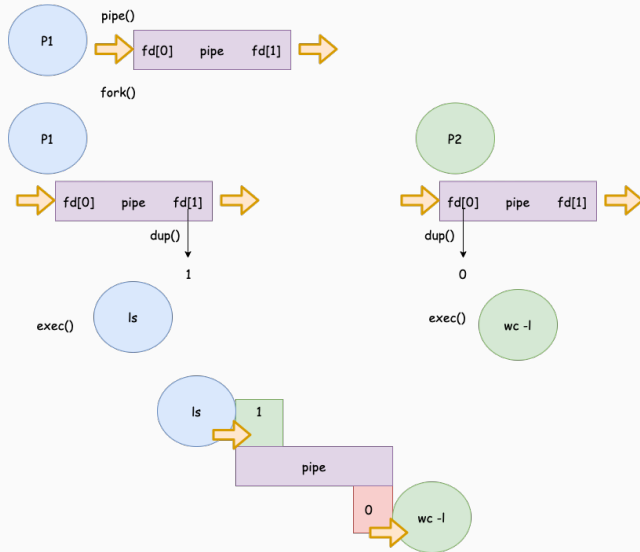 pipe()
P1
fd[0] pipe fd[1]
fork()
P1
P2
fd[0] pipe fd[1]
fd[0] pipe fd[1]
dup()
dup()
1
0
exec()
ls
exec()
wc -l
ls
1
pipe
0
wc -l